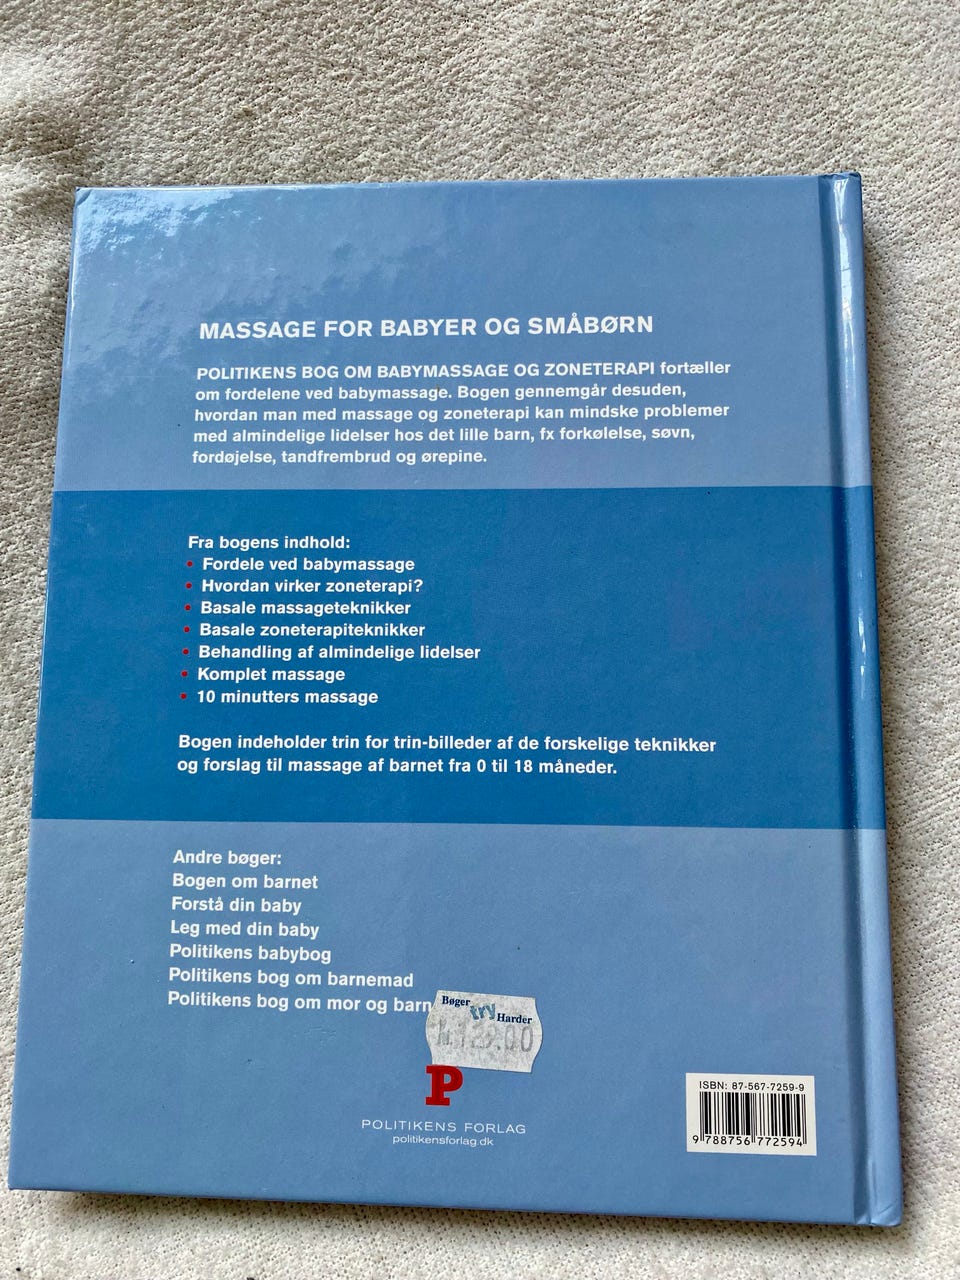 MASSAGE FOR BABYER OG SMÅBØRN
POLITIKENS BOG OM BABYMASSAGE OG ZONETERAPI fortæller
om fordelene ved babymassage. Bogen gennemgår desuden,
hvordan man med massage og zoneterapi kan mindske problemer
med almindelige lidelser hos det lille barn, fx forkølelse, søvn,
fordøjelse, tandfrembrud og ørepine.
Fra bogens indhold:
• Fordele ved babymassage
• Hvordan virker zoneterapi?
• Basale massageteknikker
• Basale zoneterapiteknikker
• Behandling af almindelige lidelser
• Komplet massage
• 10 minutters massage
Bogen indeholder trin for trin-billeder af de forskelige teknikker
og forslag til massage af barnet fra 0 til 18 måneder.
Andre bøger:
Bogen om barnet
Forstå din baby
Leg med din baby
Politikens babybog
Politikens bog om barnemad
Politikens bog om mor og barn
Bøger try Harder
P
POLITIKENS FORLAG
politikensforlag.dk
ISBN: 87-567-7259-9
9 788756 772594